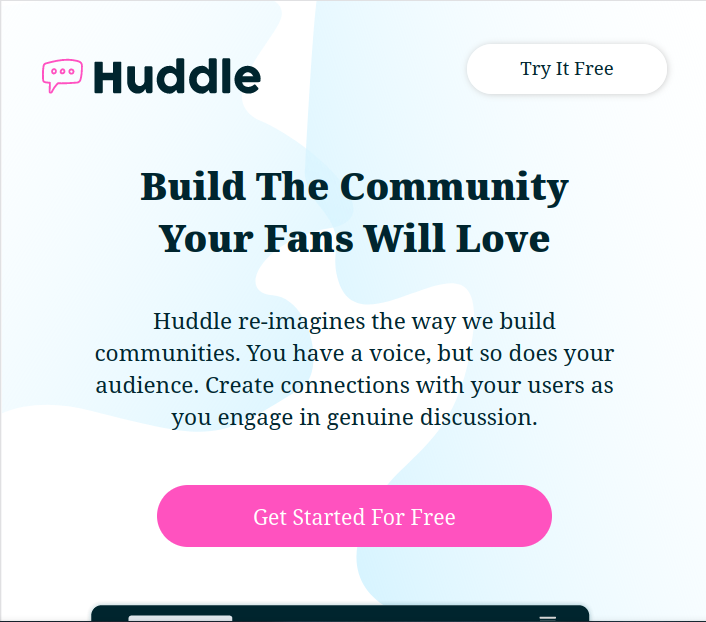 Huddle
Try It Free
Build The Community
Your Fans Will Love
Huddle re-imagines the way we build
communities. You have a voice, but so does your
audience. Create connections with your users as
you engage in genuine discussion.
Get Started For Free